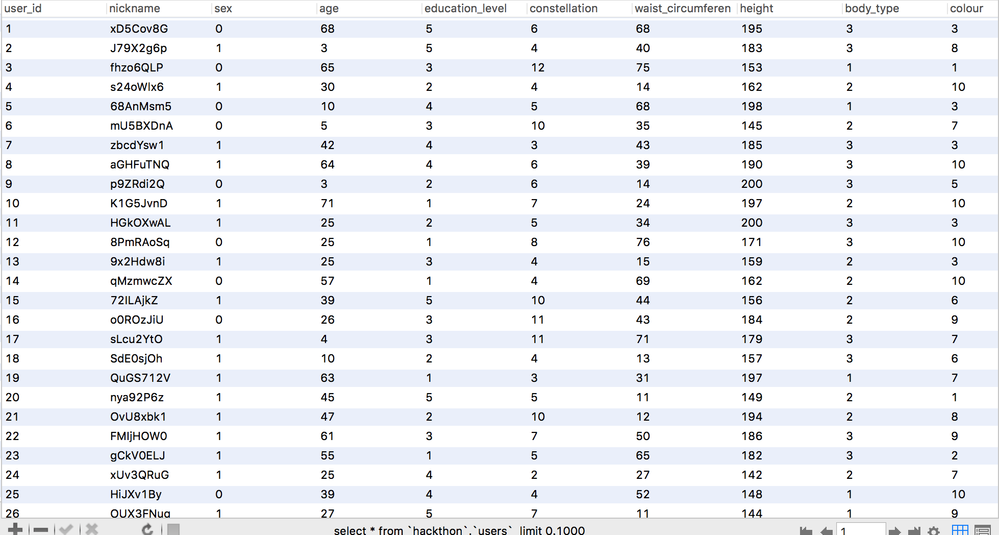 user_id nickname sex age education_level constellation waist_circumferen height body_type colour
1 xD5Cov8G 0 68 5 6 68 195 3 3
2 J79X2g6p 1 3 5 4 40 183 3 8
3 fhzo6QLP 0 65 3 12 75 153 1 1
4 s24oWlx6 1 30 2 4 14 162 2 10
5 68AnMsm5 0 10 4 5 68 198 1 3
6 mU5BXDnA 0 5 3 10 35 145 2 7
7 zbcdYsw1 1 42 4 3 43 185 3 3
8 aGHFuTNQ 1 64 4 6 39 190 3 10
9 p9ZRdi2Q 0 3 2 6 14 200 3 5
10 K1G5JvnD 1 71 1 7 24 197 2 10
11 HGkOXwAL 1 25 2 5 34 200 3 3
12 8PmRAoSq 0 25 1 8 76 171 3 10
13 9x2Hdw8i 1 25 3 4 15 159 2 3
14 qMzmwcZX 0 57 1 4 69 162 2 10
15 72ILAjkZ 1 39 5 10 44 156 2 6
16 o0ROzJiU 0 26 3 11 43 184 2 9
17 sLcu2YtO 1 4 3 11 71 179 3 7
18 SdE0sjOh 1 10 2 4 13 157 3 6
19 QuGS712V 1 63 1 3 31 197 1 7
20 nya92P6z 1 45 5 5 11 149 2 1
21 OvU8xbk1 1 47 2 10 12 194 2 8
22 FMIjHOW0 1 61 3 7 50 186 3 9
23 gCkV0ELJ 1 55 1 5 65 182 3 2
24 xUv3QRuG 1 25 4 2 27 142 2 7
25 HiJXv1By 0 39 4 4 52 148 1 10
26 OUX3FNug 1 27 5 7 11 144 1 9
select * from `hackthon`.`users` limit 0,1000 1